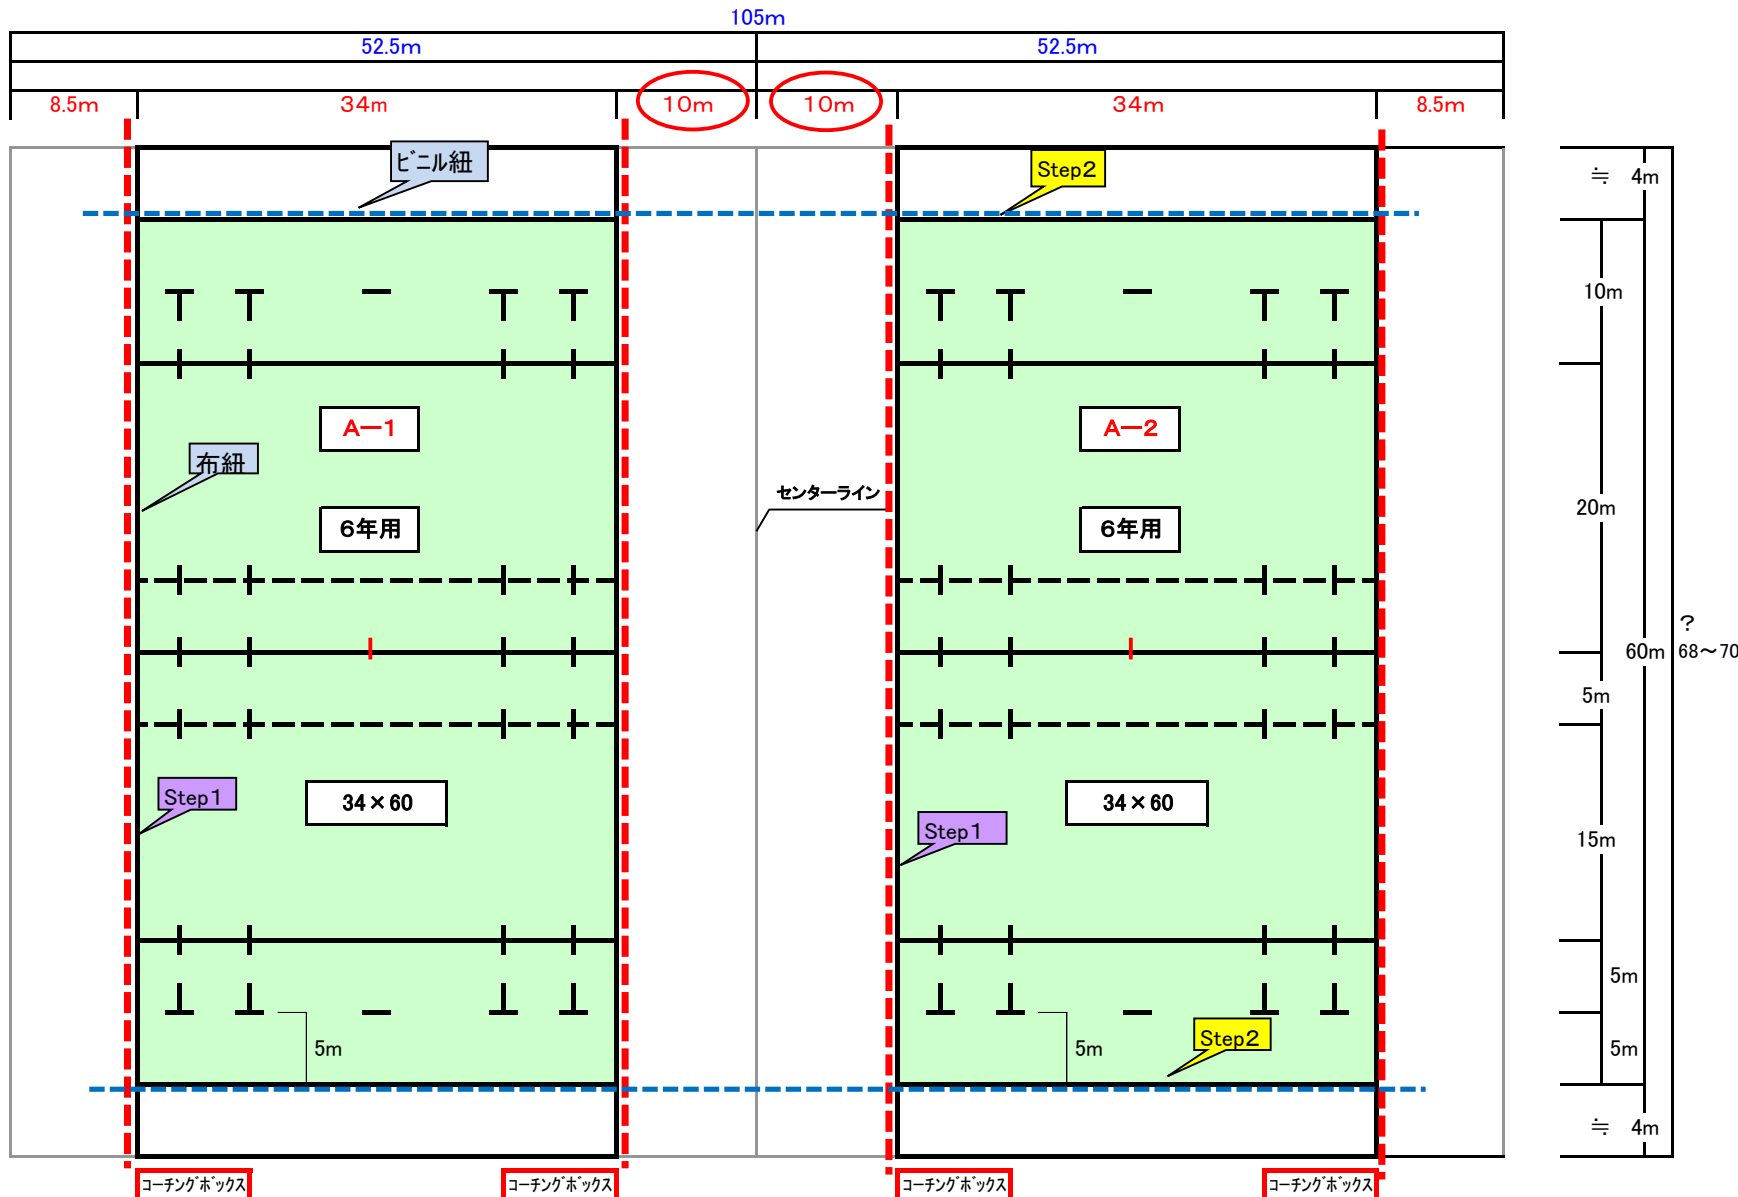 105m
52.5m
52.5m
8.5m
34m
10m
10m
34m
8.5m
ﾋﾞﾆﾙ紐
Step2
≒ 4m
10m
A－1
A－2
布紐
センターライン
20m
6年用
6年用
?
60m
68～70
5m
Step1
34×60
34×60
Step1
15m
5m
5m
5m
Step2
5m
≒ 4m
ｺｰﾁﾝｸﾞﾎﾞｯｸｽ
ｺｰﾁﾝｸﾞﾎﾞｯｸｽ
ｺｰﾁﾝｸﾞﾎﾞｯｸｽ
ｺｰﾁﾝｸﾞﾎﾞｯｸｽ